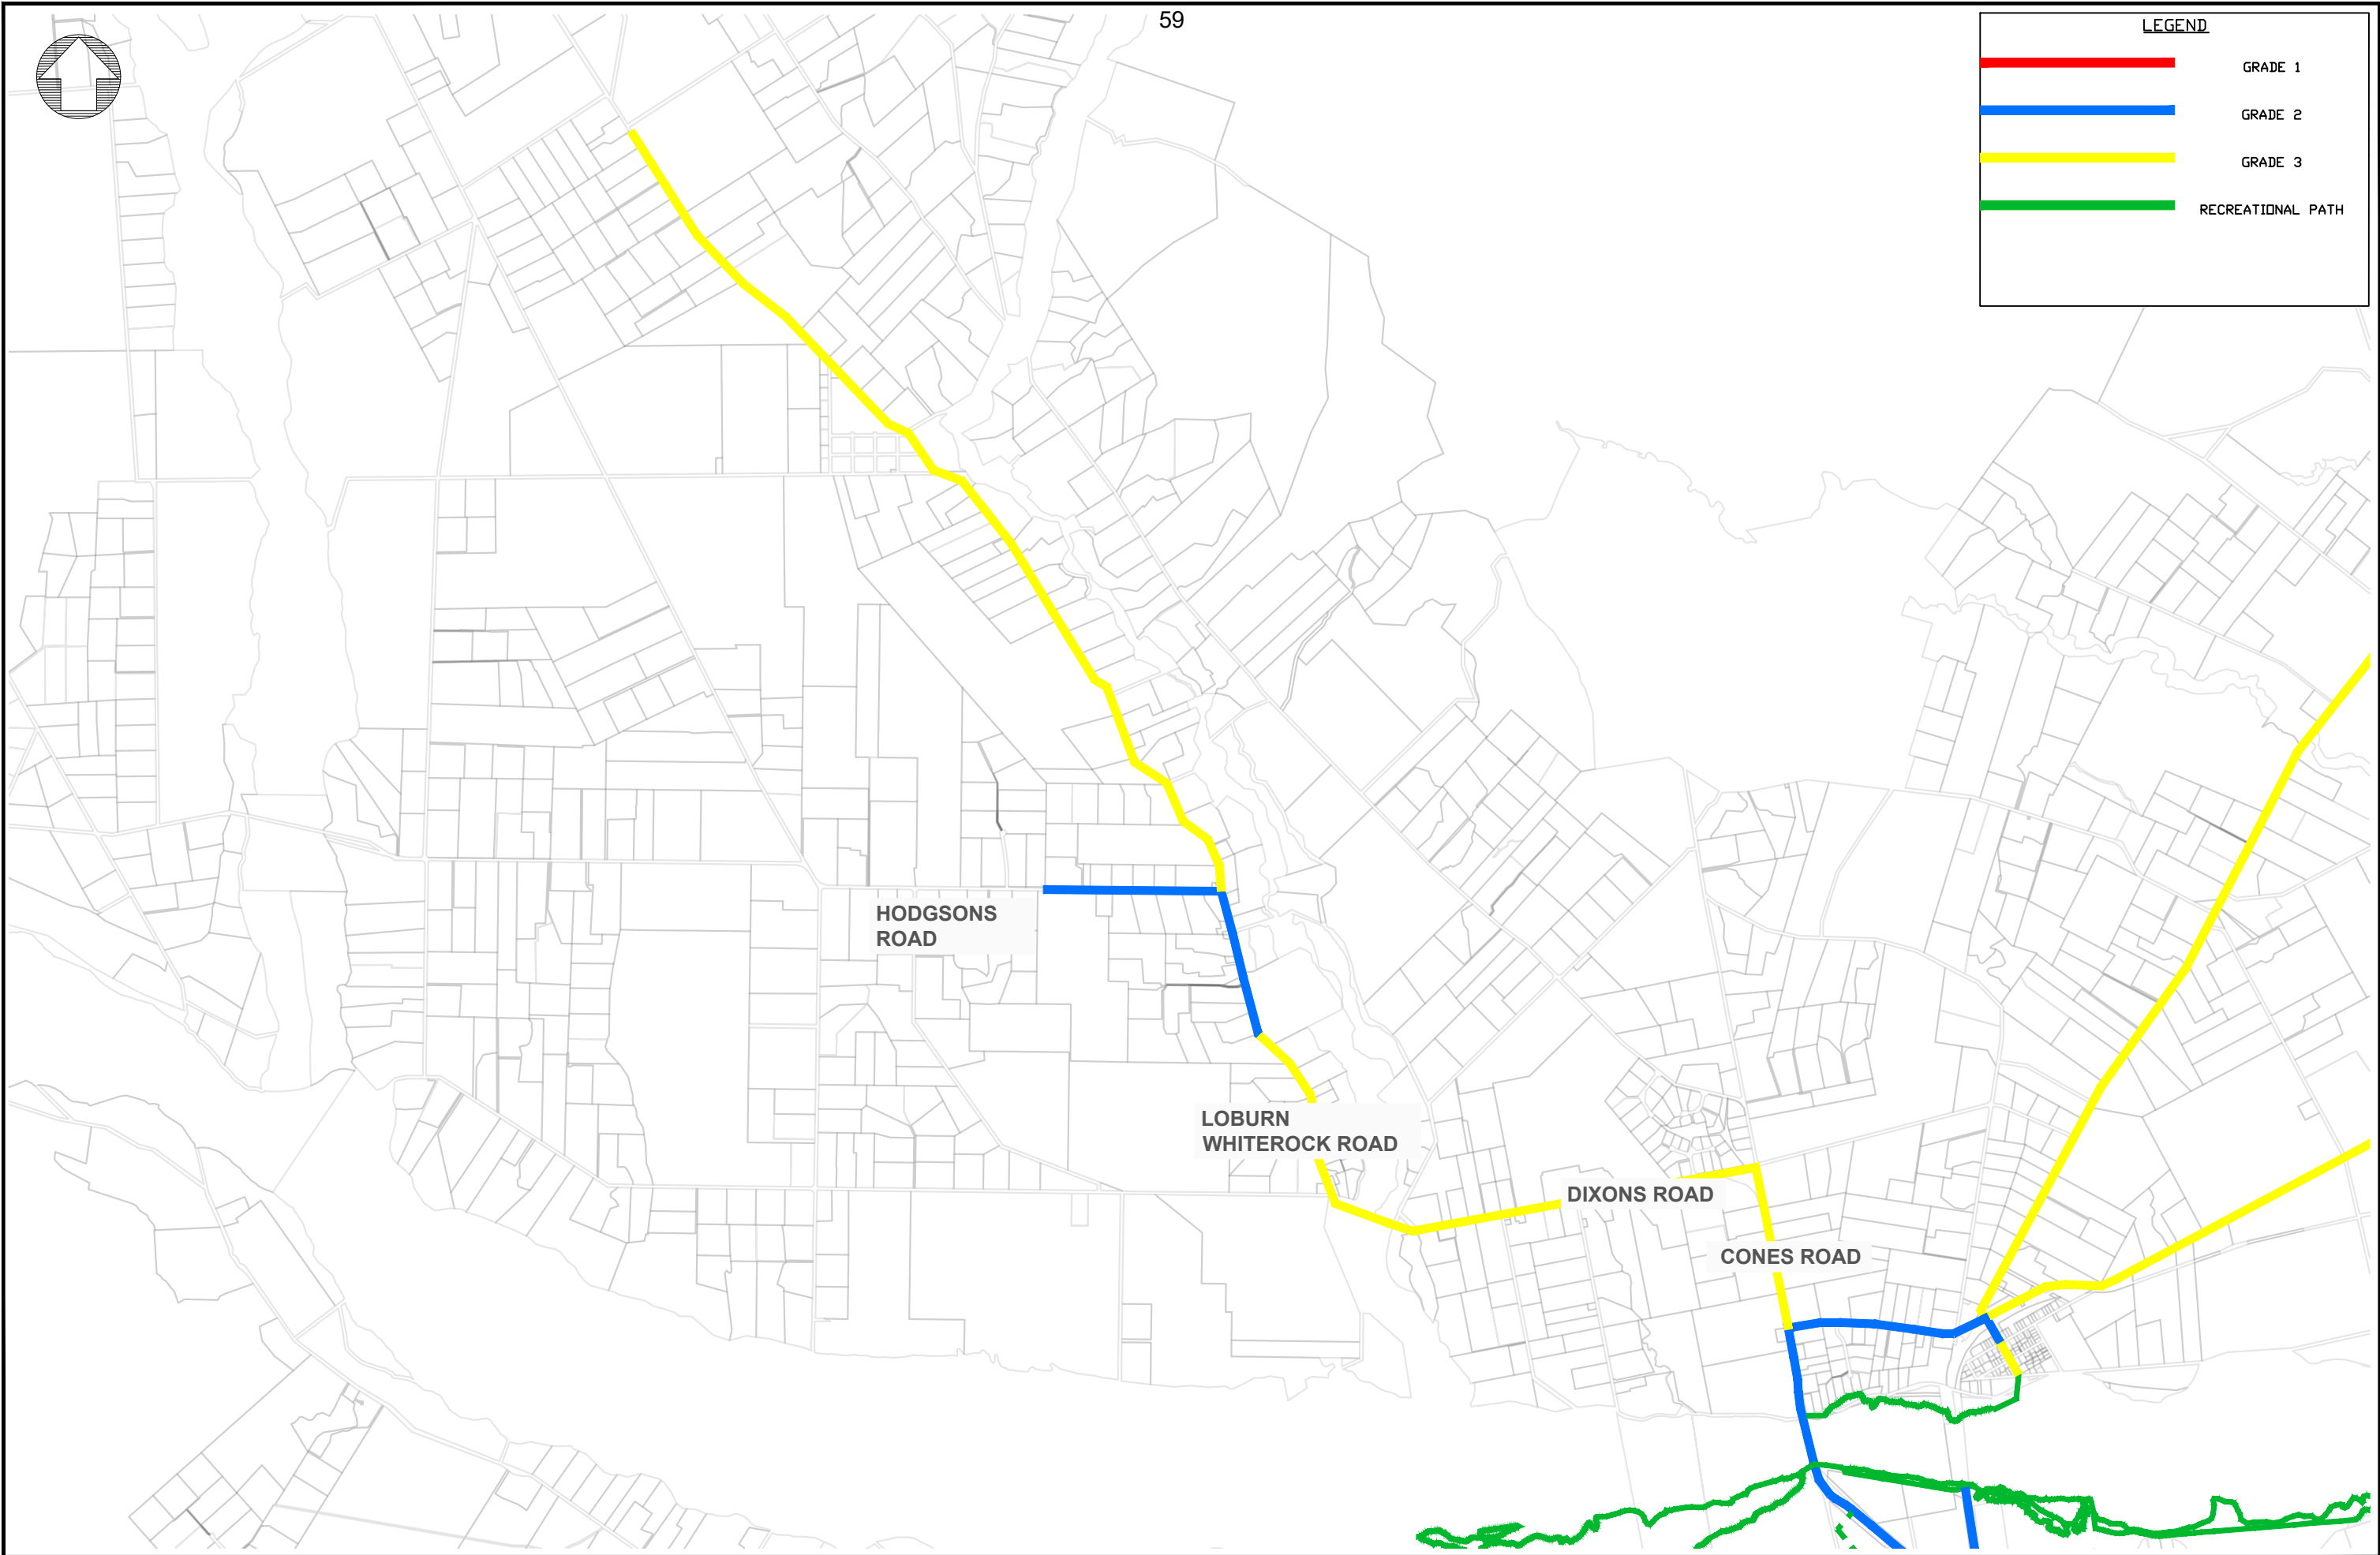 59
LEGEND
GRADE 1
GRADE 2
GRADE 3
RECREATIONAL PATH
HODGSONS
ROAD
LOBURN
WHITEROCK ROAD
DIXONS ROAD
CONES ROAD